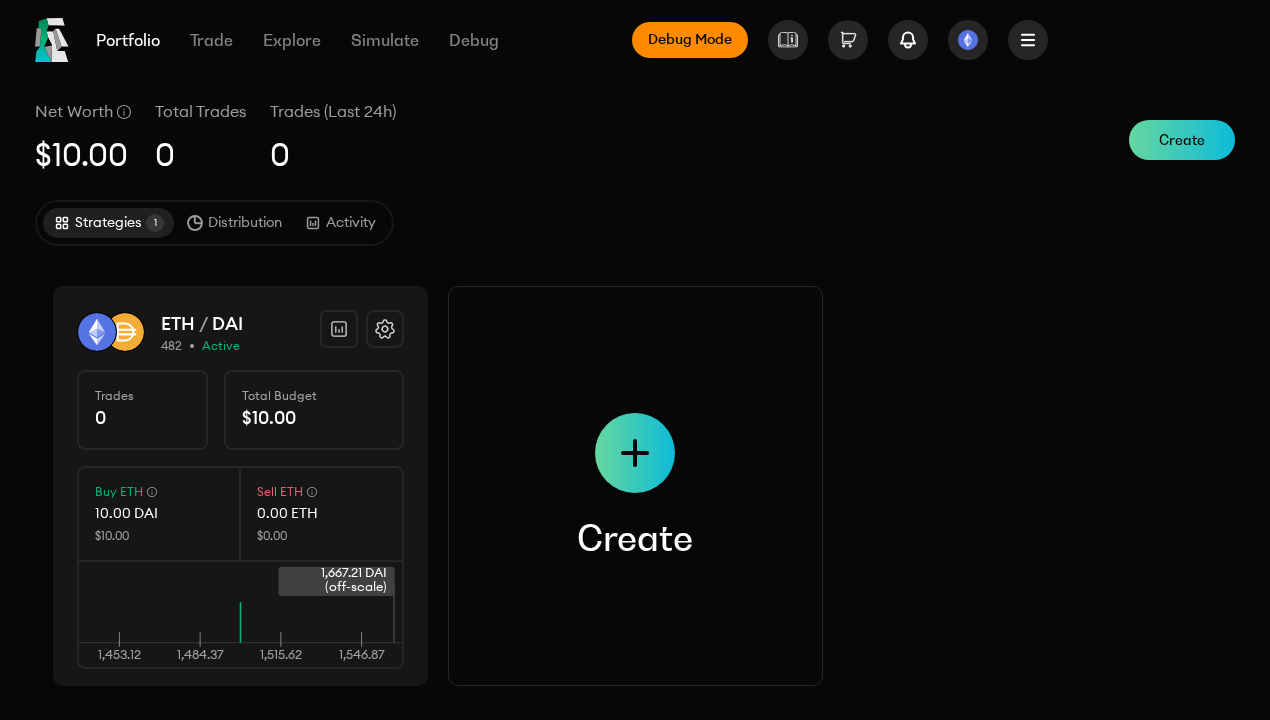 Portfolio
Trade
Explore
Simulate
Debug
Debug Mode
Net Worth
Total Trades
Trades (Last 24h)
$10.00
0
0
Create
Strategies 1
Distribution
Activity
ETH / DAI
482 • Active
Trades
0
Total Budget
$10.00
Buy ETH
10.00 DAI
$10.00
Sell ETH
0.00 ETH
$0.00
1,667.21 DAI
(off-scale)
1,453.12
1,484.37
1,515.62
1,546.87
Create